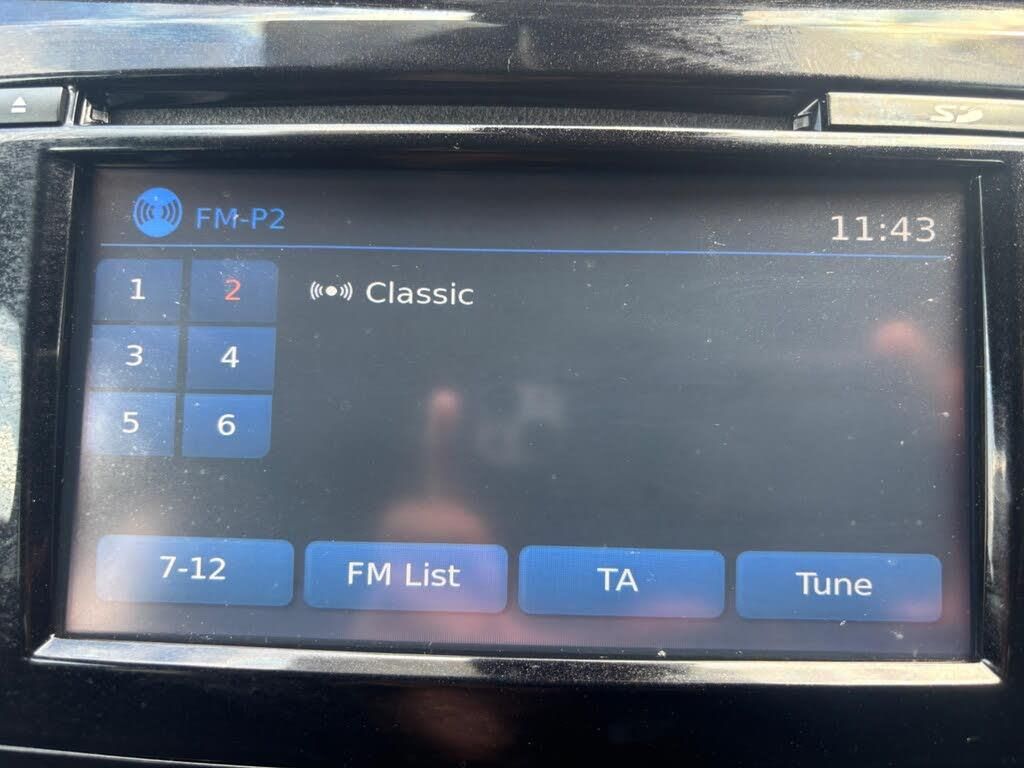 SD
FM-P2
11:43
1 2
Classic
3 4
5 6
7-12 FM List TA Tune